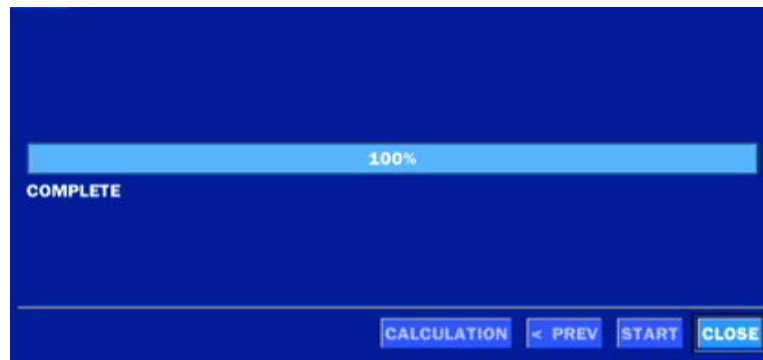 100%
COMPLETE
CALCULATION < PREV START CLOSE